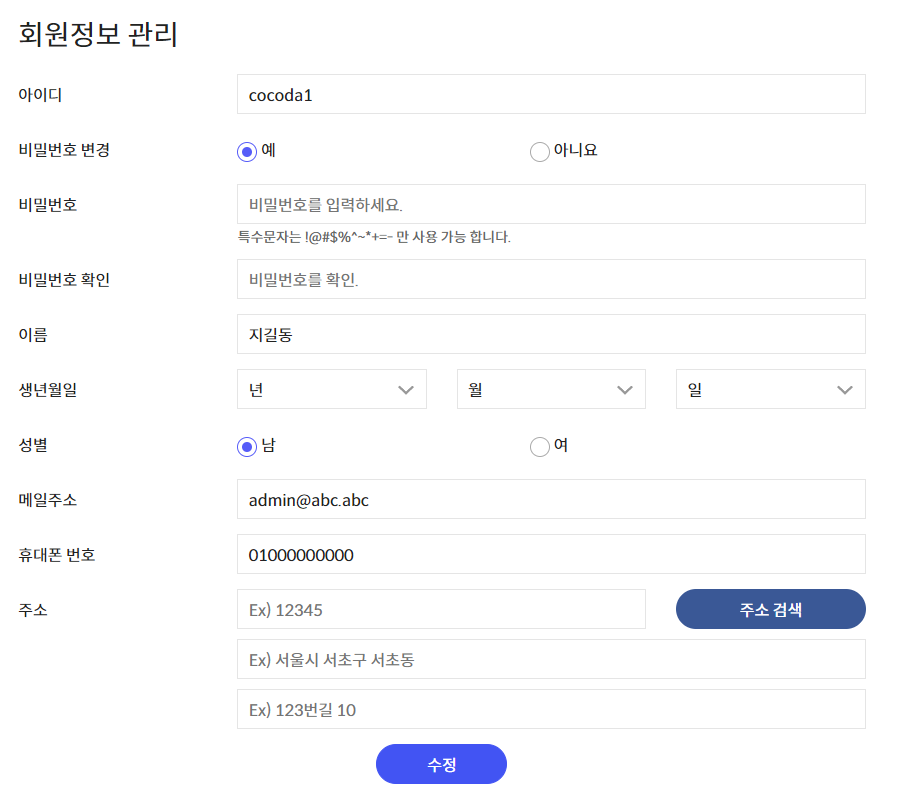 회원정보 관리
아이디 cocoda1
비밀번호 변경 예 아니요
비밀번호 비밀번호를 입력하세요.
특수문자는 !@#$%^~*+=- 만 사용 가능 합니다.
비밀번호 확인 비밀번호를 확인.
이름 지길동
생년월일 년 월 일
성별 남 여
메일주소 admin@abc.abc
휴대폰 번호 01000000000
주소 Ex) 12345 주소 검색
Ex) 서울시 서초구 서초동
Ex) 123번길 10
수정